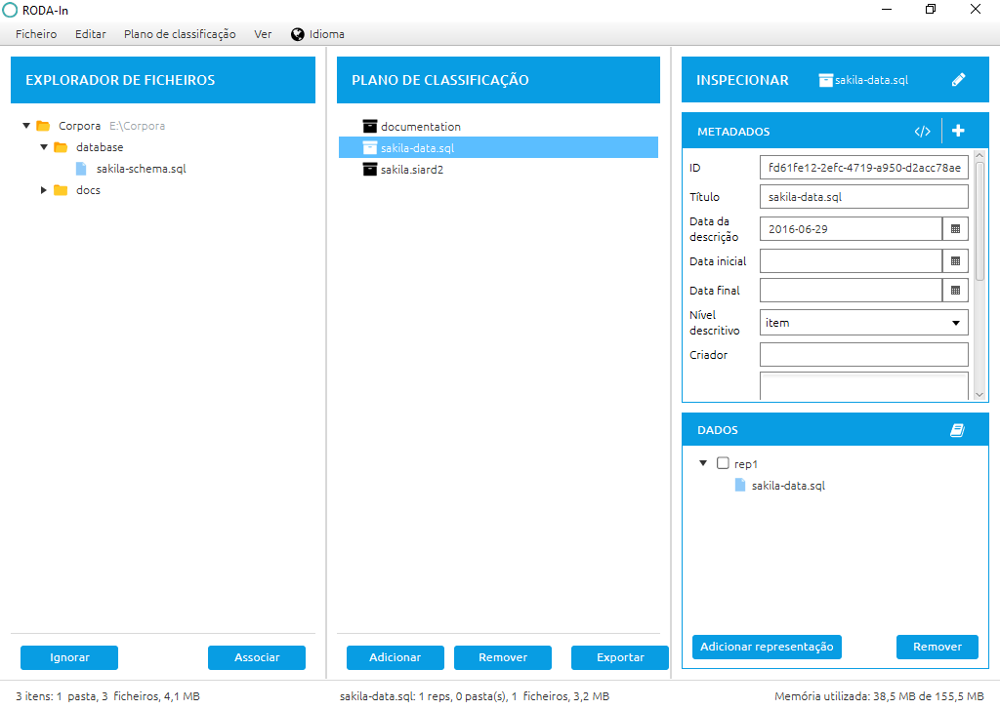 RODA-In
Ficheiro Editar Plano de classificação Ver Idioma
EXPLORADOR DE FICHEIROS
Corpora E:\Corpora
database
sakila-schema.sql
docs
Ignorar Associar
PLANO DE CLASSIFICAÇÃO
documentation
sakila-data.sql
sakila.siard2
Adicionar Remover Exportar
INSPECIONAR sakila-data.sql
METADADOS </>
ID fd61fe12-2efc-4719-a950-d2acc78ae
Título sakila-data.sql
Data da
descrição 2016-06-29
Data inicial
Data final
Nível
descritivo item
Criador
DADOS
rep1
sakila-data.sql
Adicionar representação Remover
3 itens: 1 pasta, 3 ficheiros, 4,1 MB
sakila-data.sql: 1 reps, 0 pasta(s), 1 ficheiros, 3,2 MB
Memória utilizada: 38,5 MB de 155,5 MB